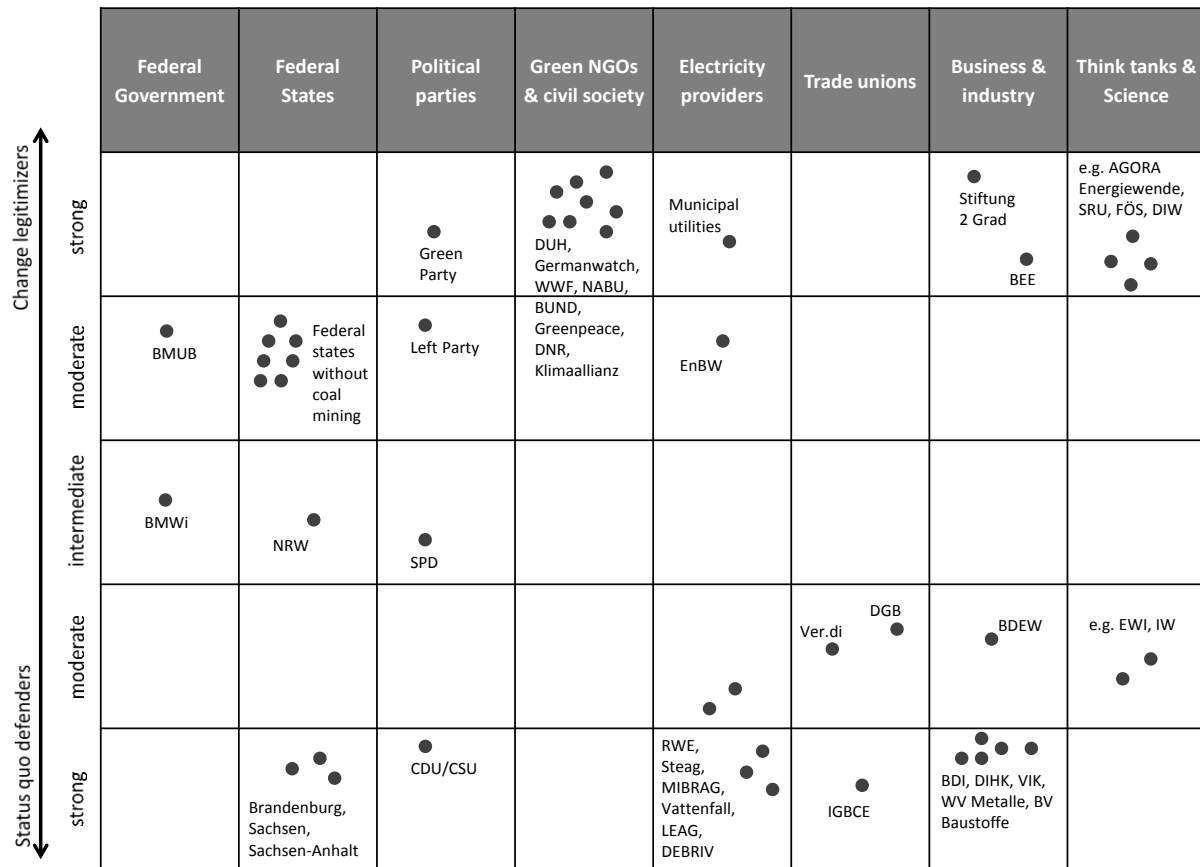 Federal
Government
Federal
States
Political
parties
Green NGOs
& civil society
Electricity
providers
Trade unions
Business &
industry
Think tanks &
Science
Change legitimizers
strong
Green
Party
DUH,
Germanwatch,
WWF, NABU,
BUND,
Greenpeace,
DNR,
Klimaallianz
Municipal
utilities
Stiftung
2 Grad
BEE
e.g. AGORA
Energiewende,
SRU, FÖS, DIW
moderate
BMUB
Federal
states
without
coal
mining
Left Party
EnBW
intermediate
BMWi
NRW
SPD
Status quo defenders
moderate
Ver.di
DGB
BDEW
e.g. EWI, IW
strong
Brandenburg,
Sachsen,
Sachsen-Anhalt
CDU/CSU
RWE,
Steag,
MIBRAG,
Vattenfall,
LEAG,
DEBRIV
IGBCE
BDI, DIHK, VIK,
WV Metalle, BV
Baustoffe